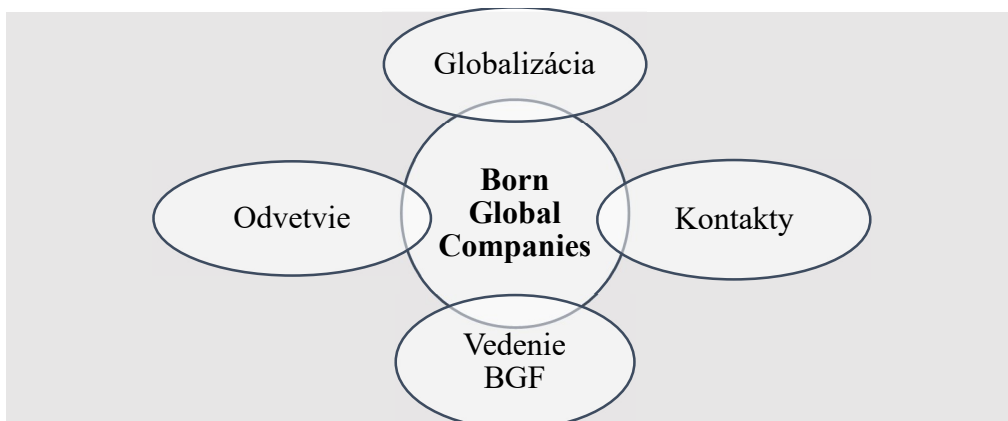 Globalizácia
Odvetvie
Born
Global
Companies
Kontakty
Vedenie
BGF